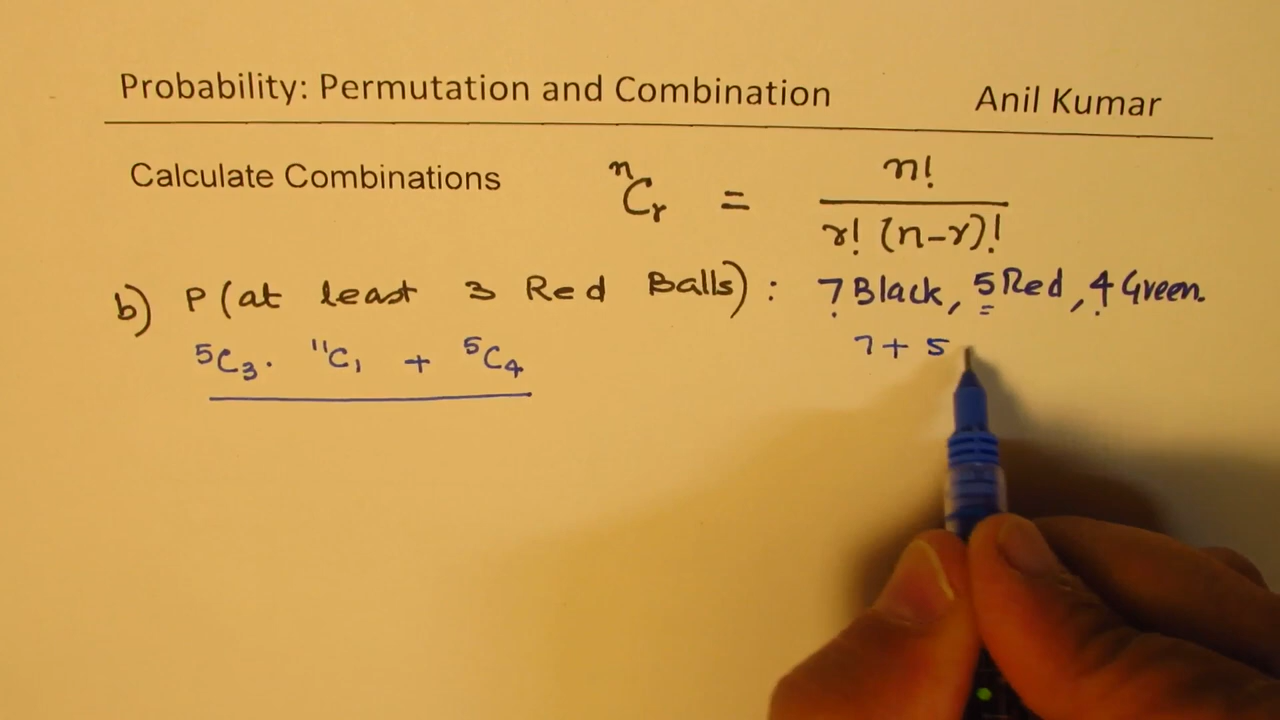 Probability: Permutation and Combination Anil Kumar
Calculate Combinations ⁿCᵣ = n! / r! (n-r)!
b) P (at least 3 Red Balls) : 7 Black, 5 Red, 4 Green.
⁵C₃ · ¹¹C₁ + ⁵C₄ 7 + 5